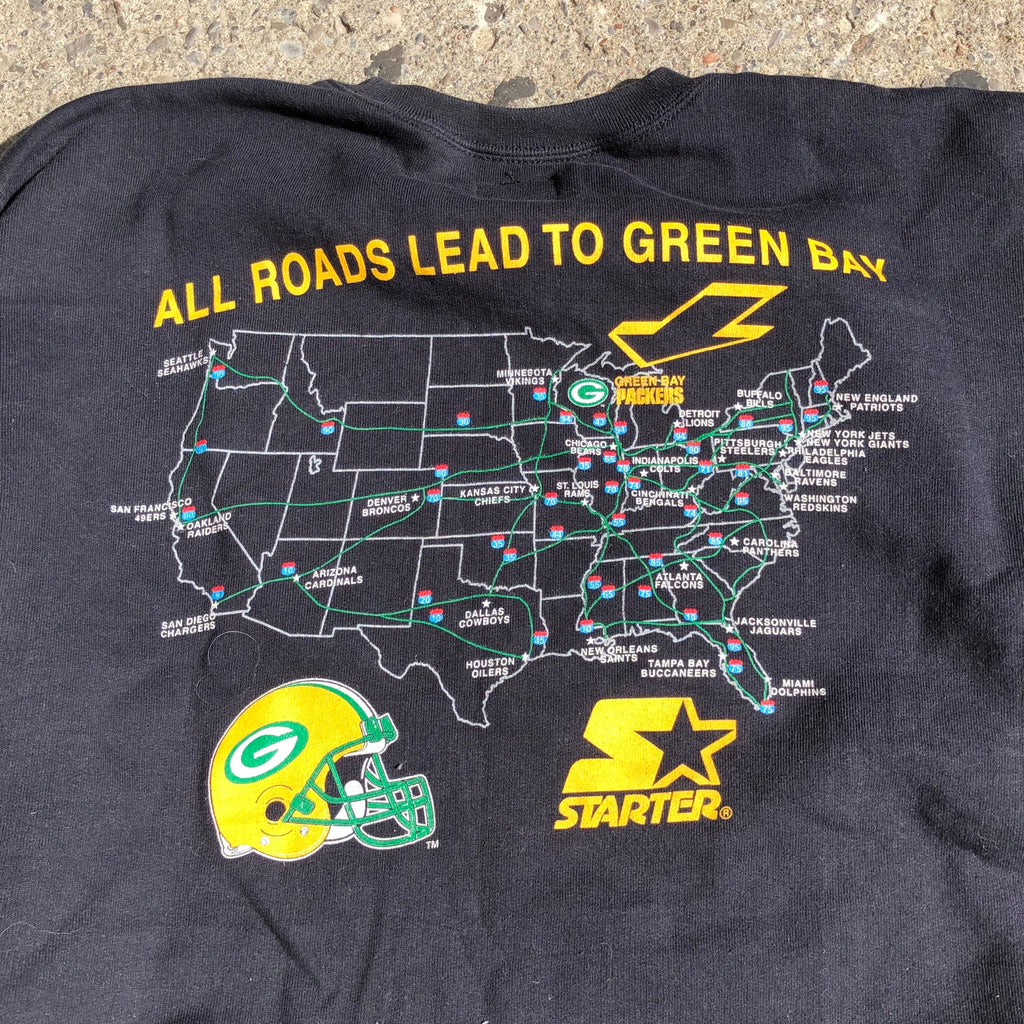 ALL ROADS LEAD TO GREEN BAY
SEATTLE
SEAHAWKS
MINNESOTA
VIKINGS
G
GREEN BAY
PACKERS
BUFFALO
BILLS
NEW ENGLAND
PATRIOTS
DETROIT
LIONS
NEW YORK JETS
NEW YORK GIANTS
CHICAGO
BEARS
PITTSBURGH
STEELERS
PHILADELPHIA
EAGLES
INDIANAPOLIS
COLTS
BALTIMORE
RAVENS
SAN FRANCISCO
49ERS
OAKLAND
RAIDERS
DENVER
BRONCOS
KANSAS CITY
CHIEFS
ST. LOUIS
RAMS
CINCINNATI
BENGALS
WASHINGTON
REDSKINS
CAROLINA
PANTHERS
ARIZONA
CARDINALS
ATLANTA
FALCONS
SAN DIEGO
CHARGERS
DALLAS
COWBOYS
JACKSONVILLE
JAGUARS
HOUSTON
OILERS
NEW ORLEANS
SAINTS
TAMPA BAY
BUCCANEERS
MIAMI
DOLPHINS
G
TM
STARTER®